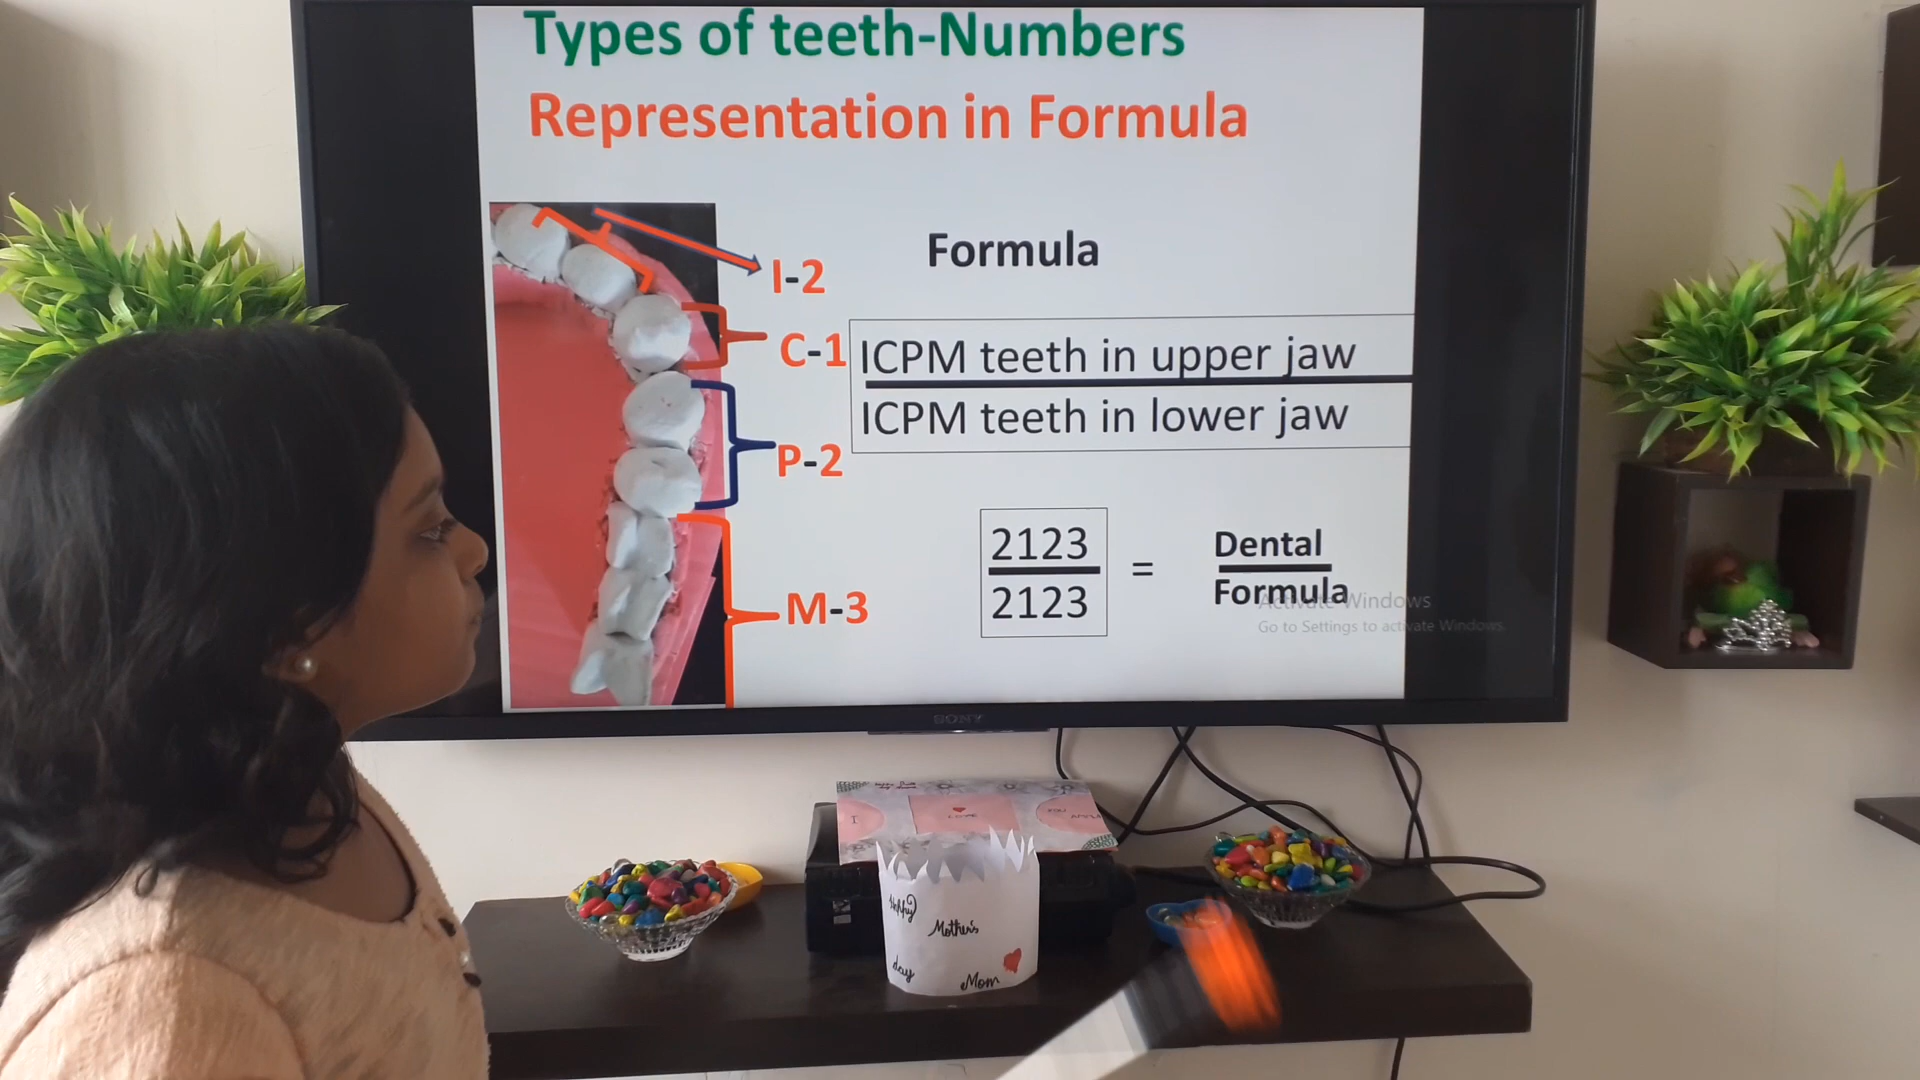 Types of teeth-Numbers
Representation in Formula
Formula
I-2
C-1
ICPM teeth in upper jaw
ICPM teeth in lower jaw
P-2
2123
2123
=
Dental
Formula
M-3
Activate Windows
Go to Settings to activate Windows.
SONY
I
LOVE
YOU
Happy
Mother's
day
Mom